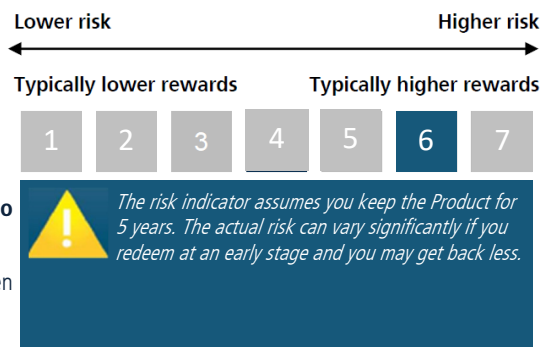 Lower risk Higher risk
Typically lower rewards Typically higher rewards
1 2 3 4 5 6 7
The risk indicator assumes you keep the Product for
5 years. The actual risk can vary significantly if you
redeem at an early stage and you may get back less.